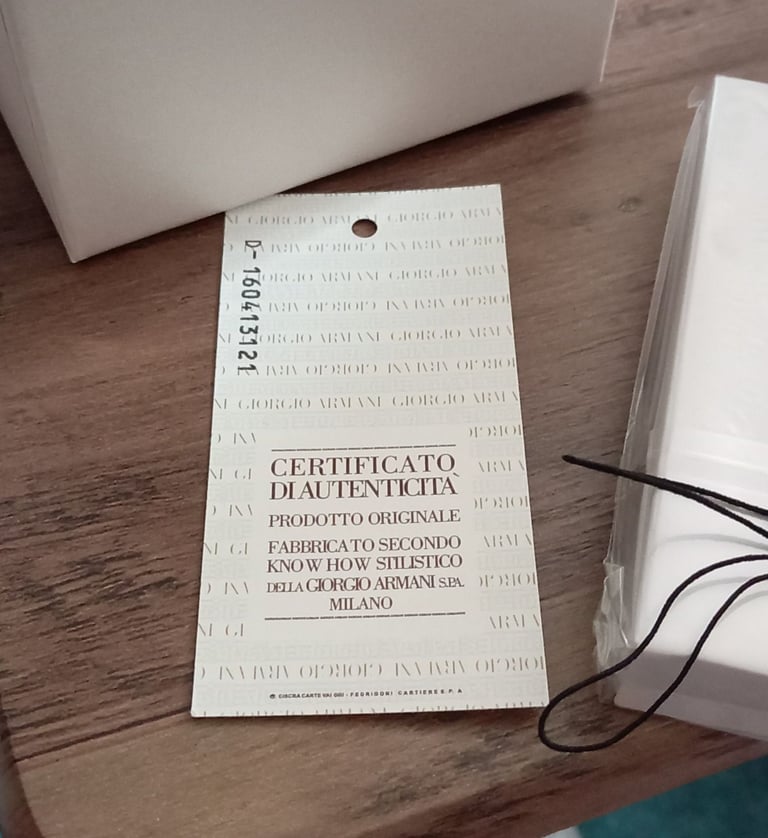 GIORGIO ARMANI GIORGIO ARMA
D-160413121
CERTIFICATO
DI AUTENTICITÀ
PRODOTTO ORIGINALE
FABBRICATO SECONDO
KNOW HOW STILISTICO
DELLA GIORGIO ARMANI S.P.A.
MILANO
FEDRIGONI CARTIERE S.P.A